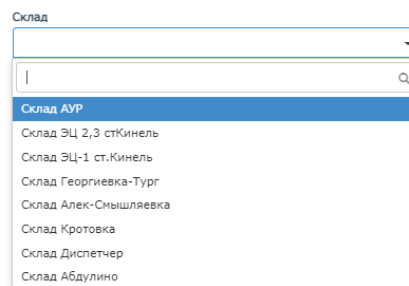 Склад
Склад АУР
Склад ЭЦ 2,3 стКинель
Склад ЭЦ-1 ст.Кинель
Склад Георгиевка-Тург
Склад Алек-Смышляевка
Склад Кротовка
Склад Диспетчер
Склад Абдулино